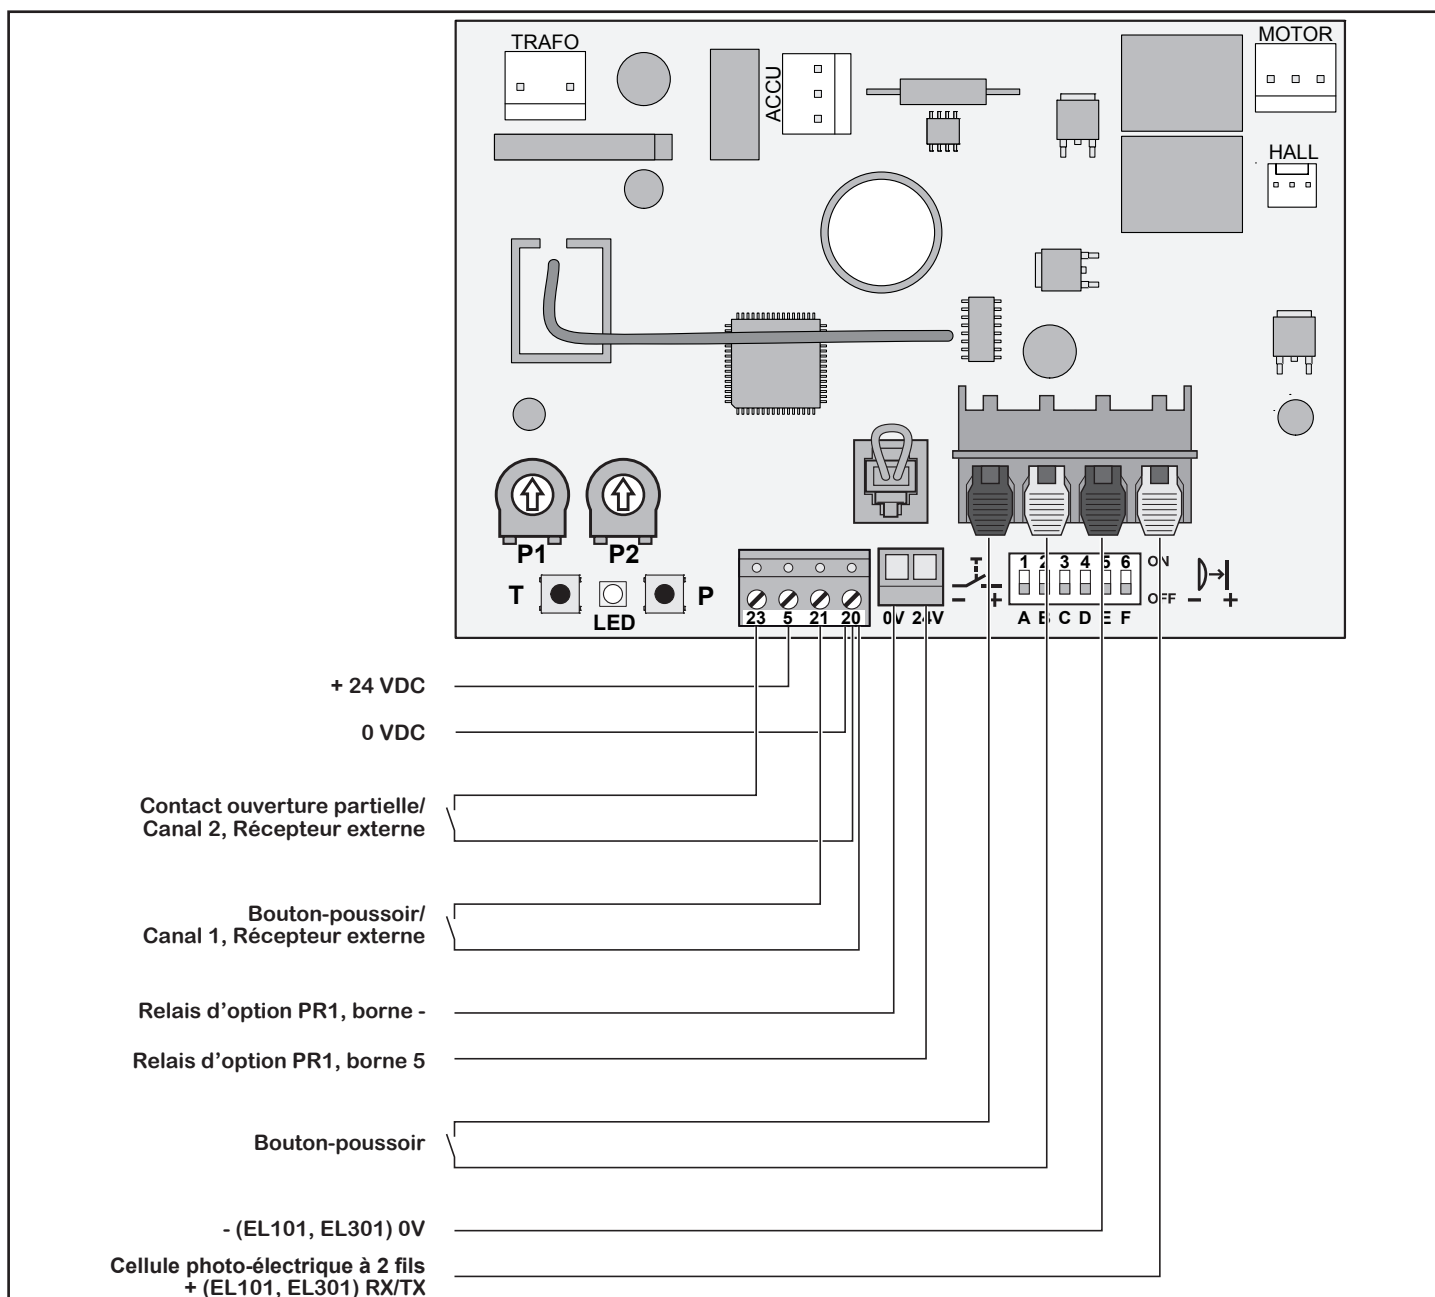 TRAFO
ACCU
MOTOR
HALL
P1 P2
T LED P
23 5 21 20
0V 24V
- +
1 2 3 4 5 6
ON
OFF
A B C D E F
- +
+ 24 VDC
0 VDC
Contact ouverture partielle/
Canal 2, Récepteur externe
Bouton-poussoir/
Canal 1, Récepteur externe
Relais d’option PR1, borne -
Relais d’option PR1, borne 5
Bouton-poussoir
- (EL101, EL301) 0V
Cellule photo-électrique à 2 fils
+ (EL101, EL301) RX/TX